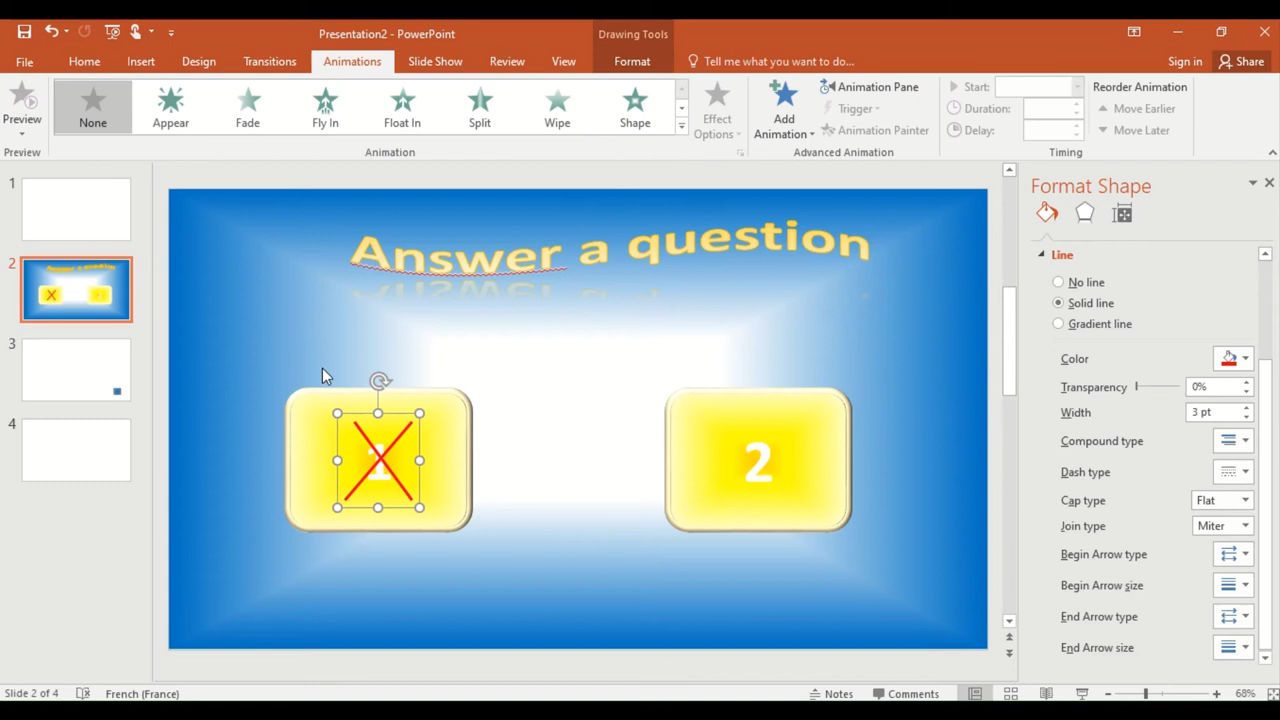 Presentation2 - PowerPoint
Drawing Tools
File
Home
Insert
Design
Transitions
Animations
Slide Show
Review
View
Format
Tell me what you want to do...
Sign in
Share
Preview
None
Appear
Fade
Fly In
Float In
Split
Wipe
Shape
Effect
Options
Add
Animation
Animation Pane
Trigger
Animation Painter
Start:
Duration:
Delay:
Reorder Animation
Move Earlier
Move Later
Preview
Animation
Advanced Animation
Timing
1
2
Answer a question
3
4
Answer a question
1
2
Format Shape
Line
No line
Solid line
Gradient line
Color
Transparency
0%
Width
3 pt
Compound type
Dash type
Cap type
Flat
Join type
Miter
Begin Arrow type
Begin Arrow size
End Arrow type
End Arrow size
Slide 2 of 4
French (France)
Notes
Comments
68%